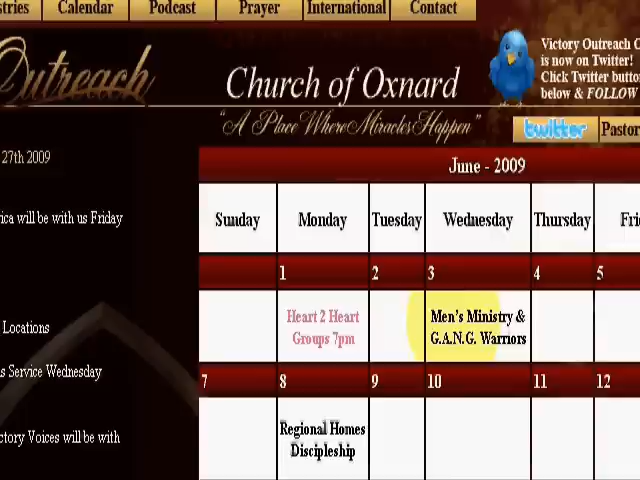 stries Calendar Podcast Prayer International Contact
Outreach
Church of Oxnard
"A Place Where Miracles Happen"
Victory Outreach C
is now on Twitter!
Click Twitter butto
below & FOLLOW
twitter Pastor
27th 2009
ica will be with us Friday
Locations
s Service Wednesday
ctory Voices will be with
June - 2009
Sunday Monday Tuesday Wednesday Thursday Fri
1 2 3 4 5
Heart 2 Heart
Groups 7pm
Men's Ministry &
G.A.N.G. Warriors
7 8 9 10 11 12
Regional Homes
Discipleship